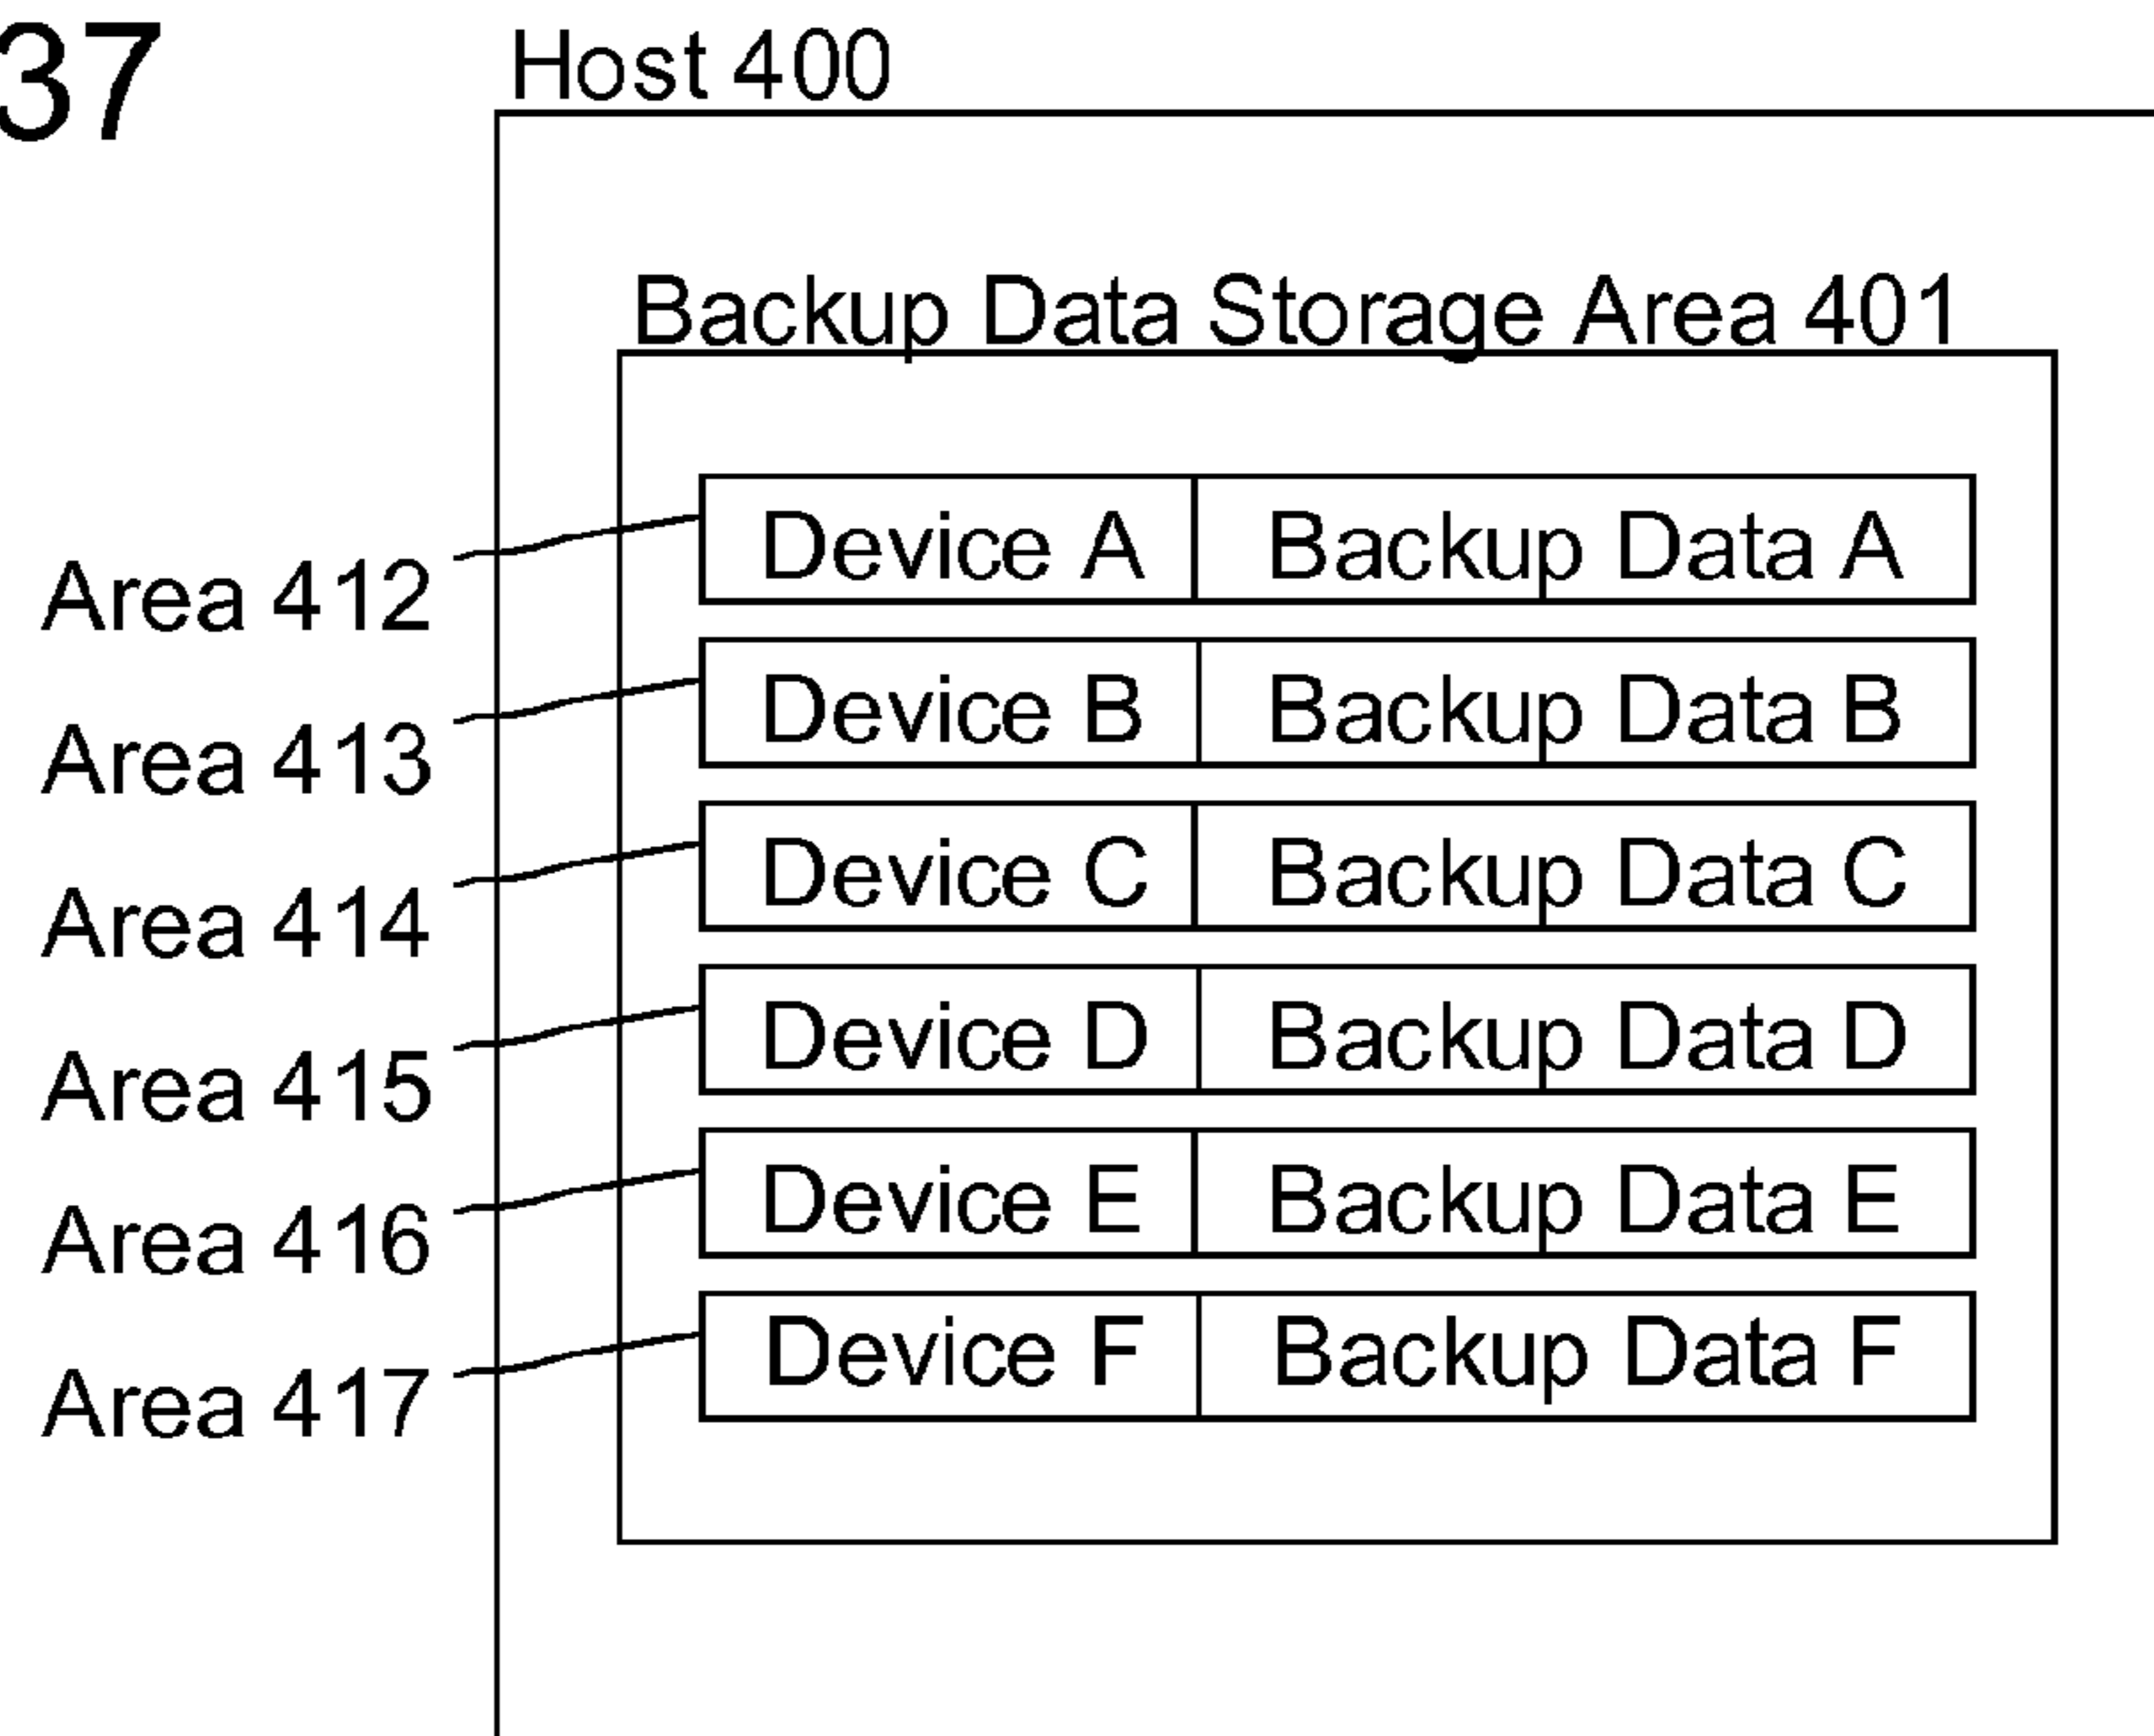 37
Host 400
Backup Data Storage Area 401
Area 412 Device A Backup Data A
Area 413 Device B Backup Data B
Area 414 Device C Backup Data C
Area 415 Device D Backup Data D
Area 416 Device E Backup Data E
Area 417 Device F Backup Data F